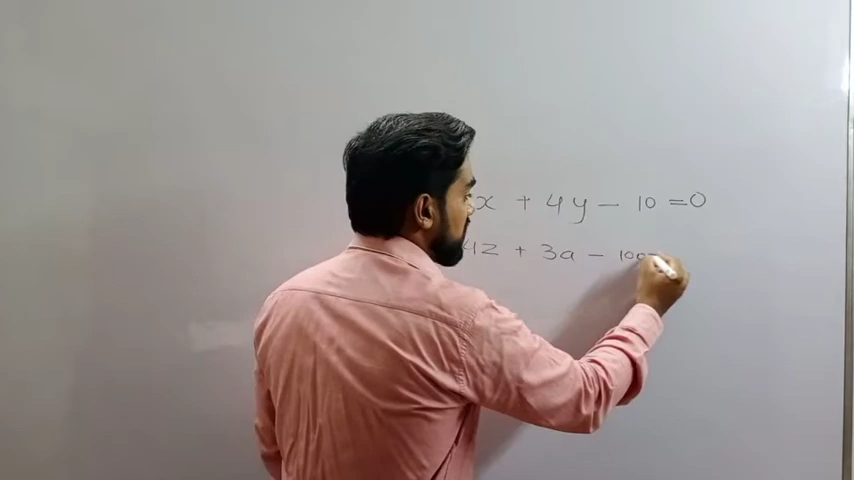 x + 4y - 10 = 0
4z + 3a - 100